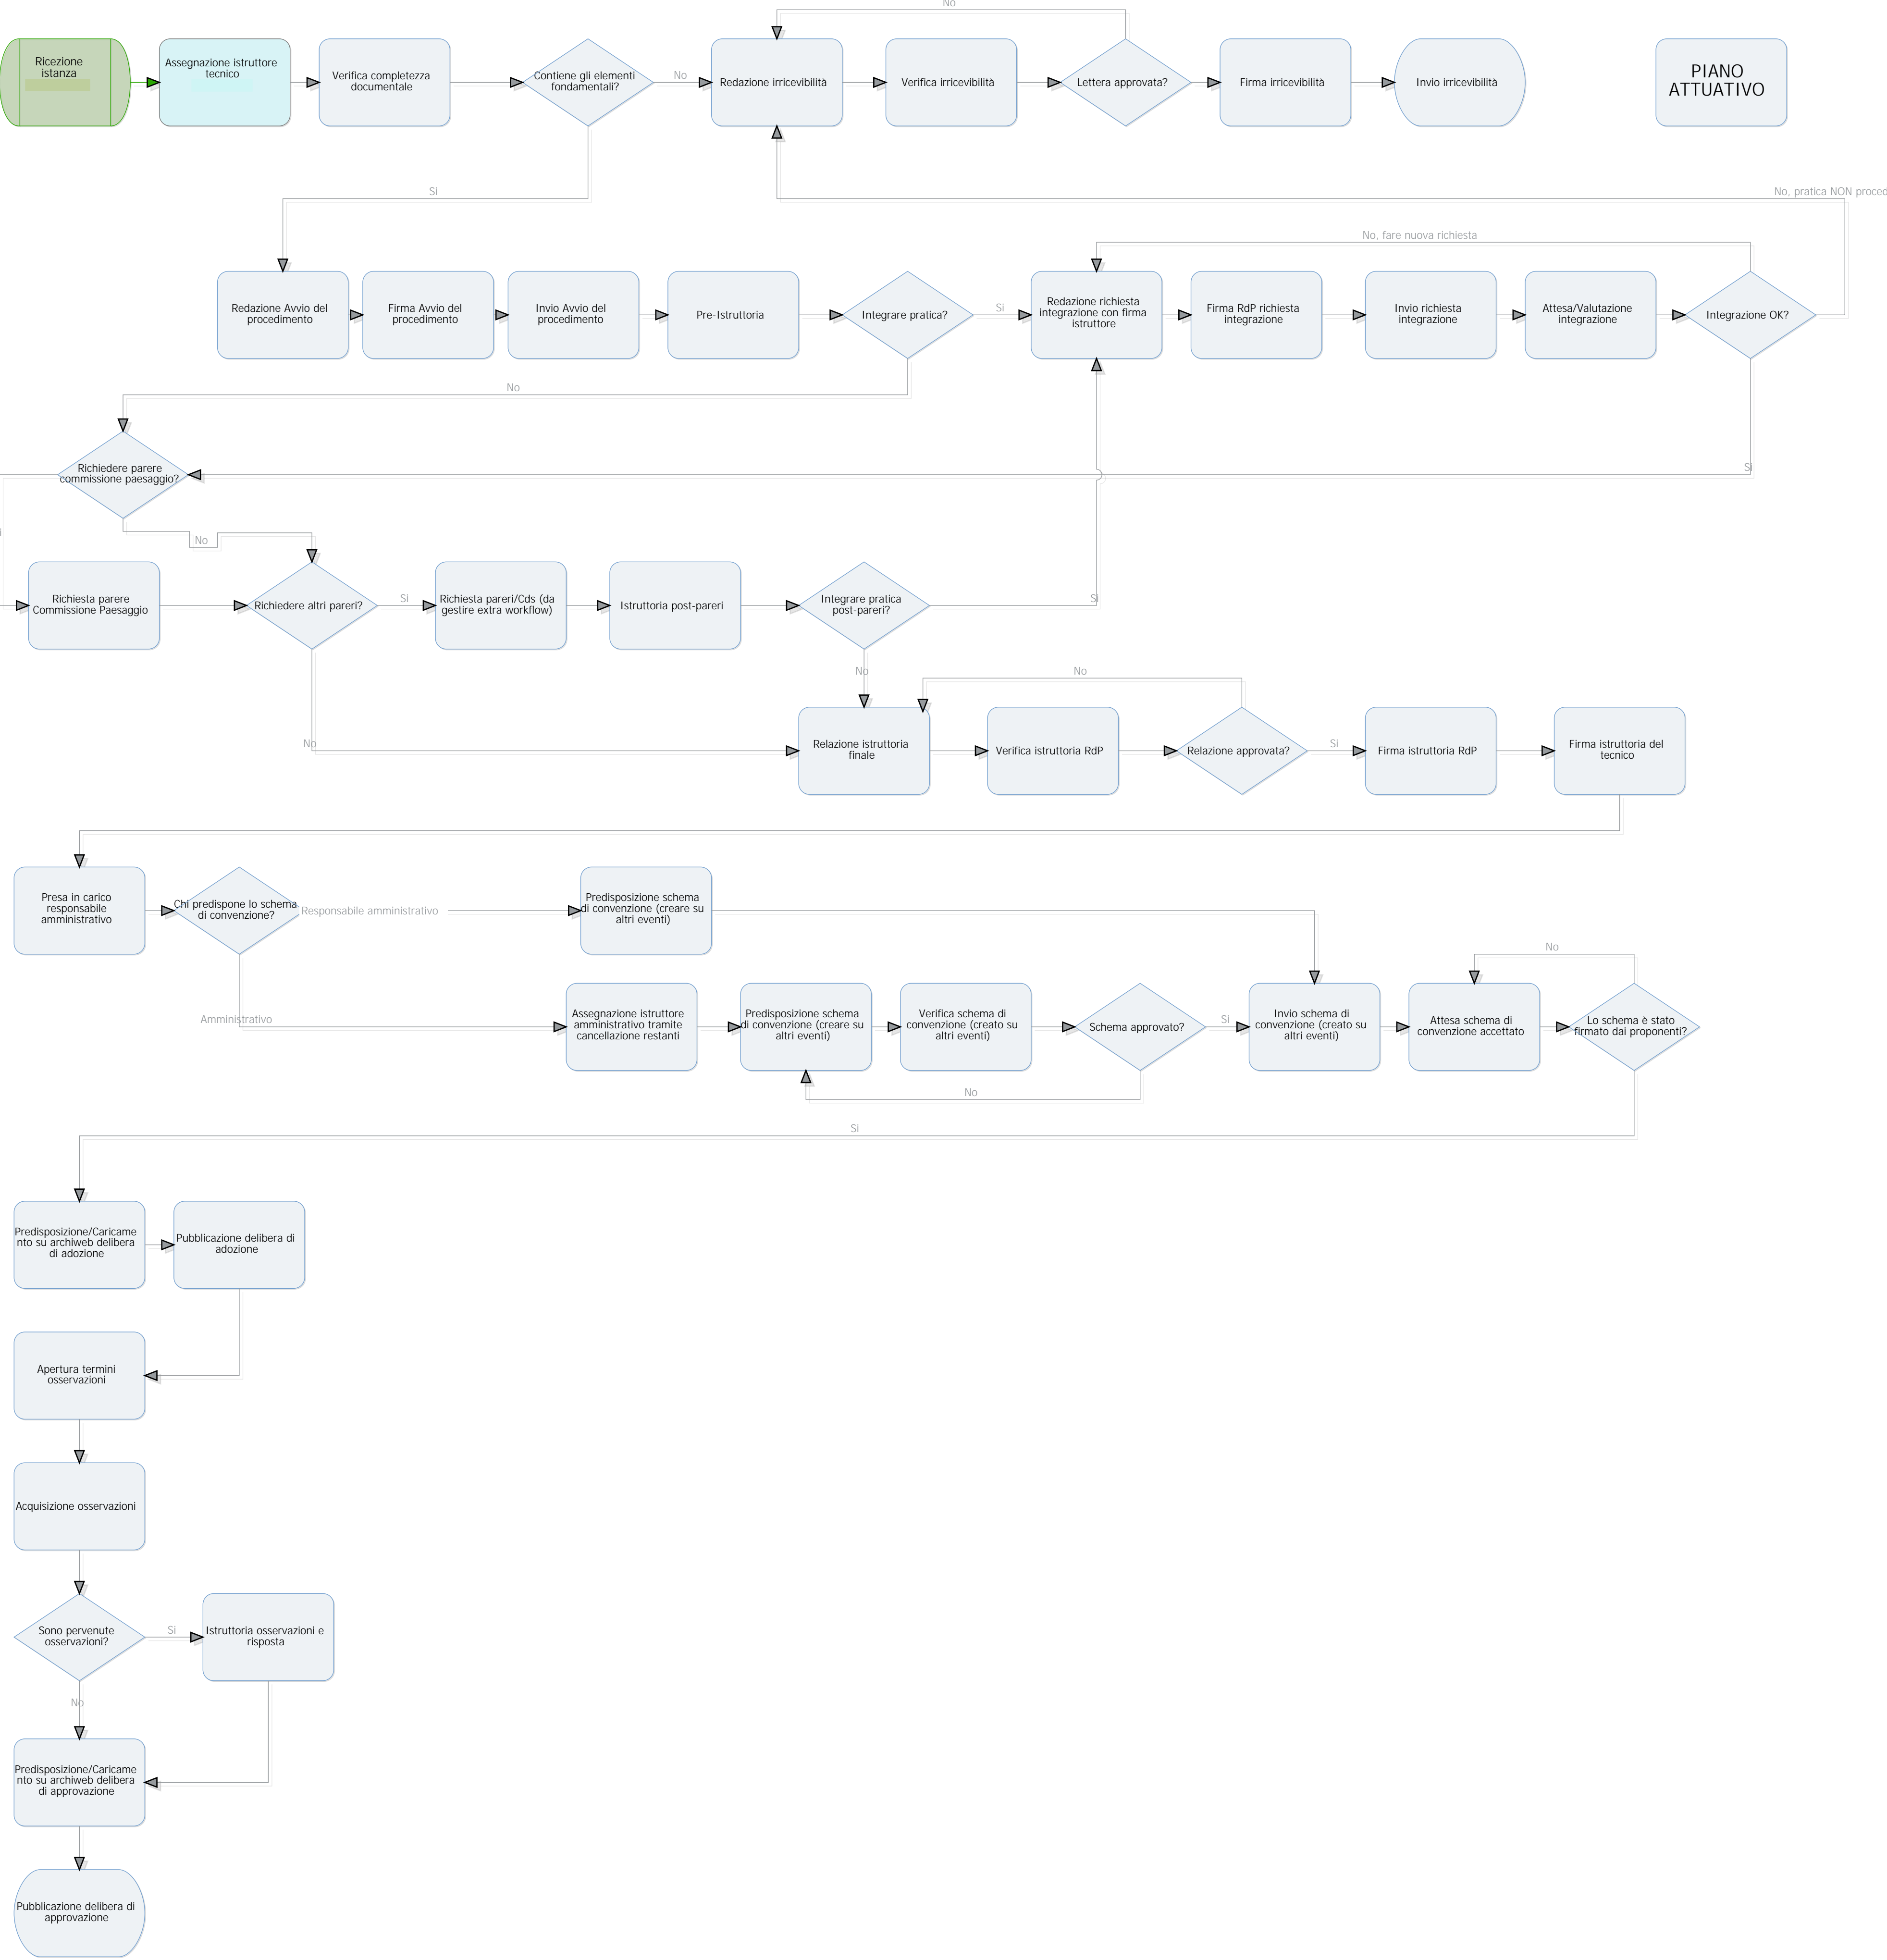 No
Ricezione
istanza
Assegnazione istruttore
tecnico
Verifica completezza
documentale
Contiene gli elementi
fondamentali?
No
Redazione irricevibilità
Verifica irricevibilità
Lettera approvata?
Firma irricevibilità
Invio irricevibilità
PIANO
ATTUATIVO
Si
No, pratica NON proced
No, fare nuova richiesta
Redazione Avvio del
procedimento
Firma Avvio del
procedimento
Invio Avvio del
procedimento
Pre-Istruttoria
Integrare pratica?
Si
Redazione richiesta
integrazione con firma
istruttore
Firma RdP richiesta
integrazione
Invio richiesta
integrazione
Attesa/Valutazione
integrazione
Integrazione OK?
No
Richiedere parere
commissione paesaggio?
Si
No
Richiesta parere
Commissione Paesaggio
Richiedere altri pareri?
Si
Richiesta pareri/Cds (da
gestire extra workflow)
Istruttoria post-pareri
Integrare pratica
post-pareri?
Si
No
No
No
Relazione istruttoria
finale
Verifica istruttoria RdP
Relazione approvata?
Si
Firma istruttoria RdP
Firma istruttoria del
tecnico
Presa in carico
responsabile
amministrativo
Chi predispone lo schema
di convenzione?
Responsabile amministrativo
Predisposizione schema
di convenzione (creare su
altri eventi)
No
Amministrativo
Assegnazione istruttore
amministrativo tramite
cancellazione restanti
Predisposizione schema
di convenzione (creare su
altri eventi)
Verifica schema di
convenzione (creato su
altri eventi)
Schema approvato?
Si
Invio schema di
convenzione (creato su
altri eventi)
Attesa schema di
convenzione accettato
Lo schema è stato
firmato dai proponenti?
No
Si
Predisposizione/Caricame
nto su archiweb delibera
di adozione
Pubblicazione delibera di
adozione
Apertura termini
osservazioni
Acquisizione osservazioni
Sono pervenute
osservazioni?
Si
Istruttoria osservazioni e
risposta
No
Predisposizione/Caricame
nto su archiweb delibera
di approvazione
Pubblicazione delibera di
approvazione